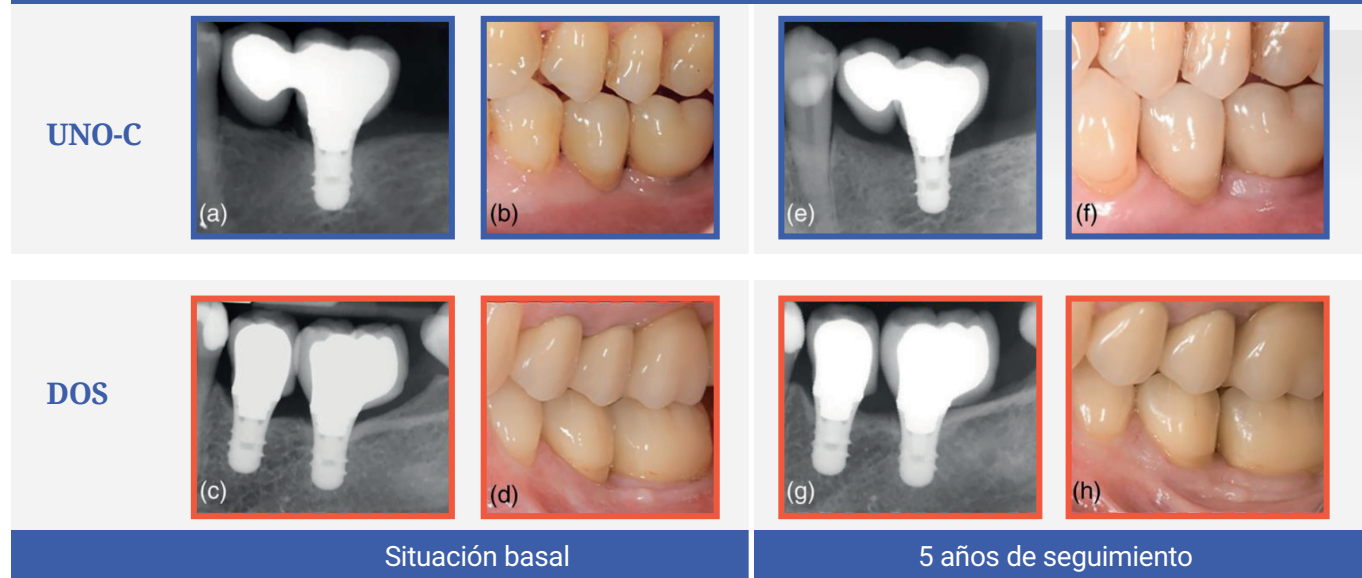 UNO-C
(a)
(b)
(e)
(f)
DOS
(c)
(d)
(g)
(h)
Situación basal
5 años de seguimiento